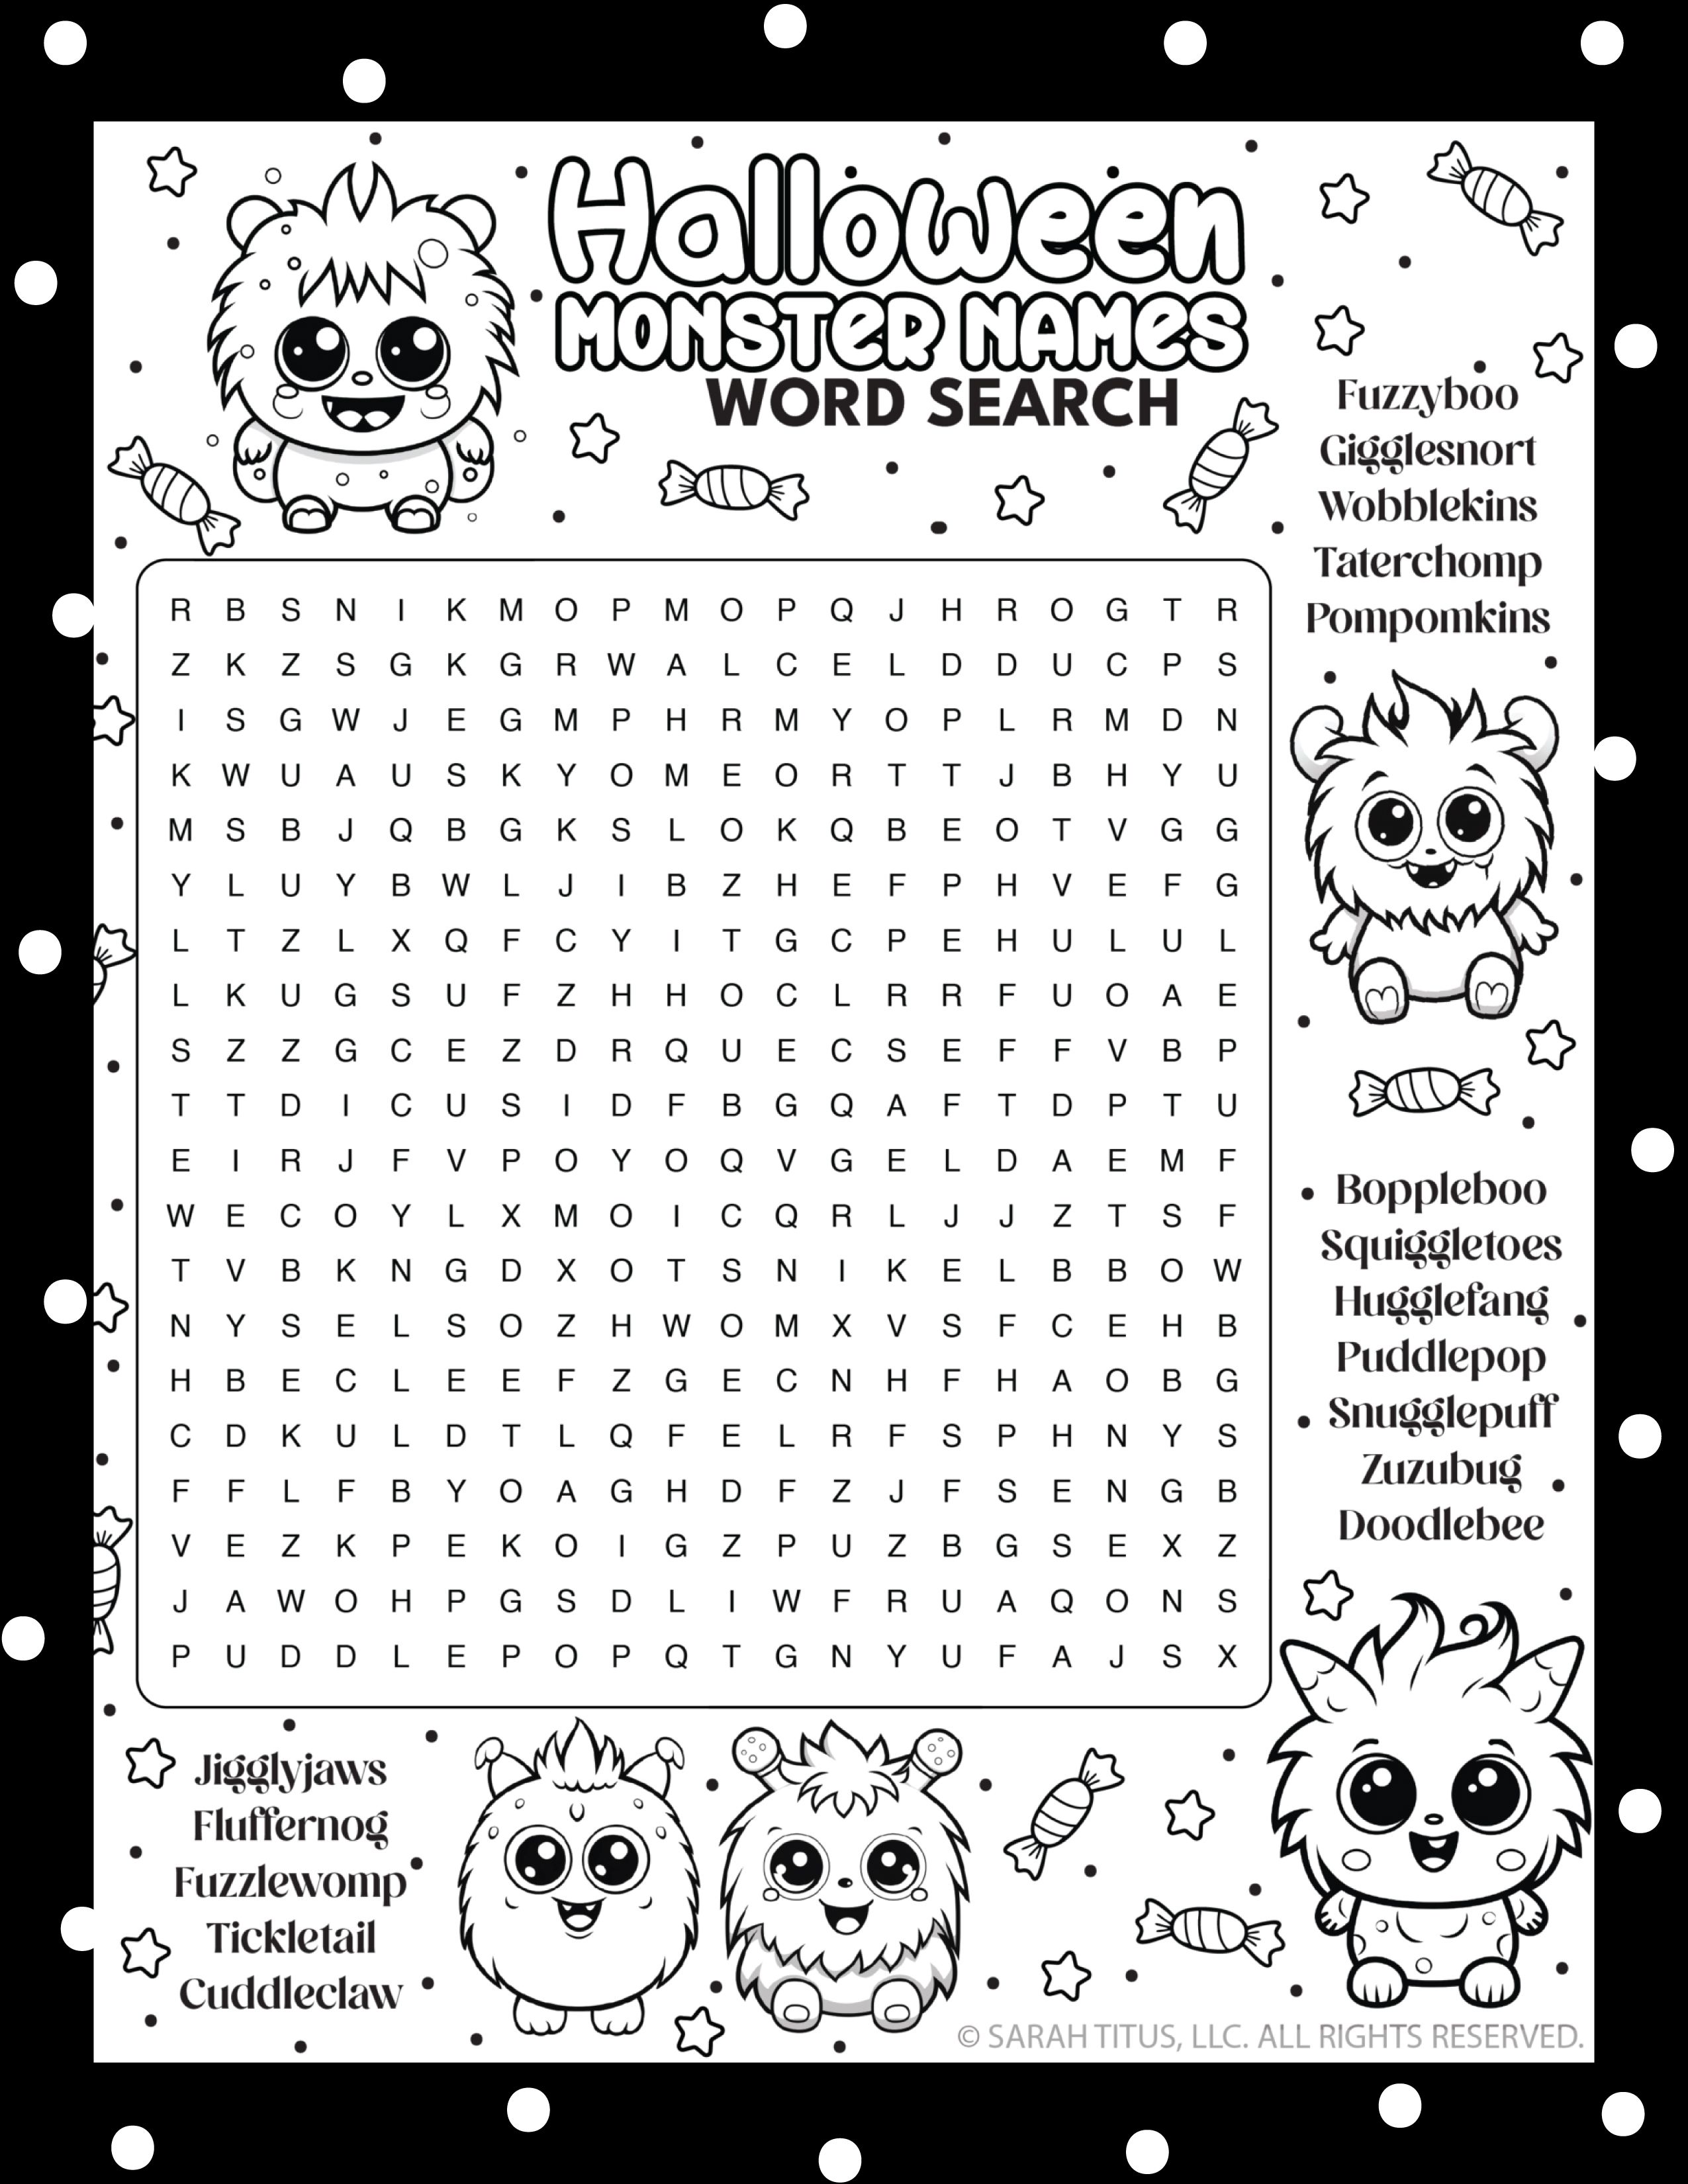 Halloween
MONSTER NAMES
WORD SEARCH
Fuzzyboo
Gigglesnort
Wobblekins
Taterchomp
Pompomkins
R B S N I K M O P M O P Q J H R O G T R
Z K Z S G K G R W A L C E L D D U C P S
I S G W J E G M P H R M Y O P L R M D N
K W U A U S K Y O M E O R T T J B H Y U
M S B J Q B G K S L O K Q B E O T V G G
Y L U Y B W L J I B Z H E F P H V E F G
L T Z L X Q F C Y I T G C P E H U L U L
L K U G S U F Z H H O C L R R F U O A E
S Z Z G C E Z D R Q U E C S E F F V B P
T T D I C U S I D F B G Q A F T D P T U
E I R J F V P O Y O Q V G E L D A E M F
W E C O Y L X M O I C Q R L J J Z T S F
T V B K N G D X O T S N I K E L B B O W
N Y S E L S O Z H W O M X V S F C E H B
H B E C L E E F Z G E C N H F H A O B G
C D K U L D T L Q F E L R F S P H N Y S
F F L F B Y O A G H D F Z J F S E N G B
V E Z K P E K O I G Z P U Z B G S E X Z
J A W O H P G S D L I W F R U A Q O N S
P U D D L E P O P Q T G N Y U F A J S X
Boppleboo
Squiggletoes
Hugglefang
Puddlepop
Snugglepuff
Zuzubug
Doodlebee
Jigglyjaws
Fluffernog
Fuzzlewomp
Tickletail
Cuddleclaw
© SARAH TITUS, LLC. ALL RIGHTS RESERVED.